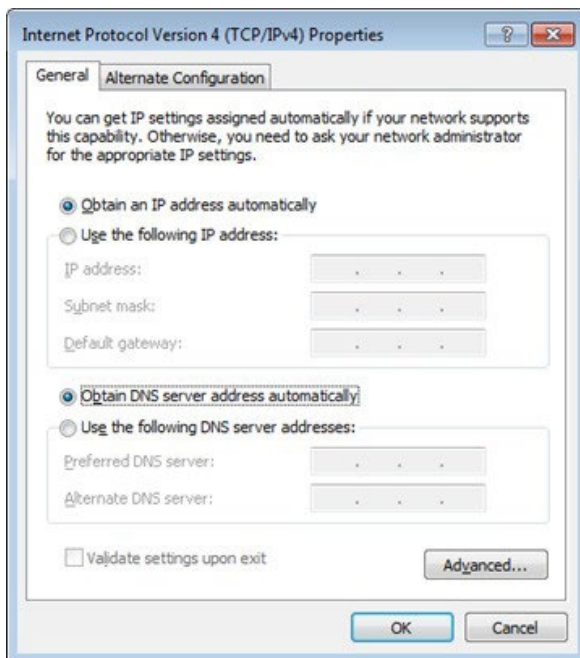 Internet Protocol Version 4 (TCP/IPv4) Properties
General
Alternate Configuration
You can get IP settings assigned automatically if your network supports
this capability. Otherwise, you need to ask your network administrator
for the appropriate IP settings.
Obtain an IP address automatically
Use the following IP address:
IP address:
Subnet mask:
Default gateway:
Obtain DNS server address automatically
Use the following DNS server addresses:
Preferred DNS server:
Alternate DNS server:
Validate settings upon exit
Advanced...
OK
Cancel